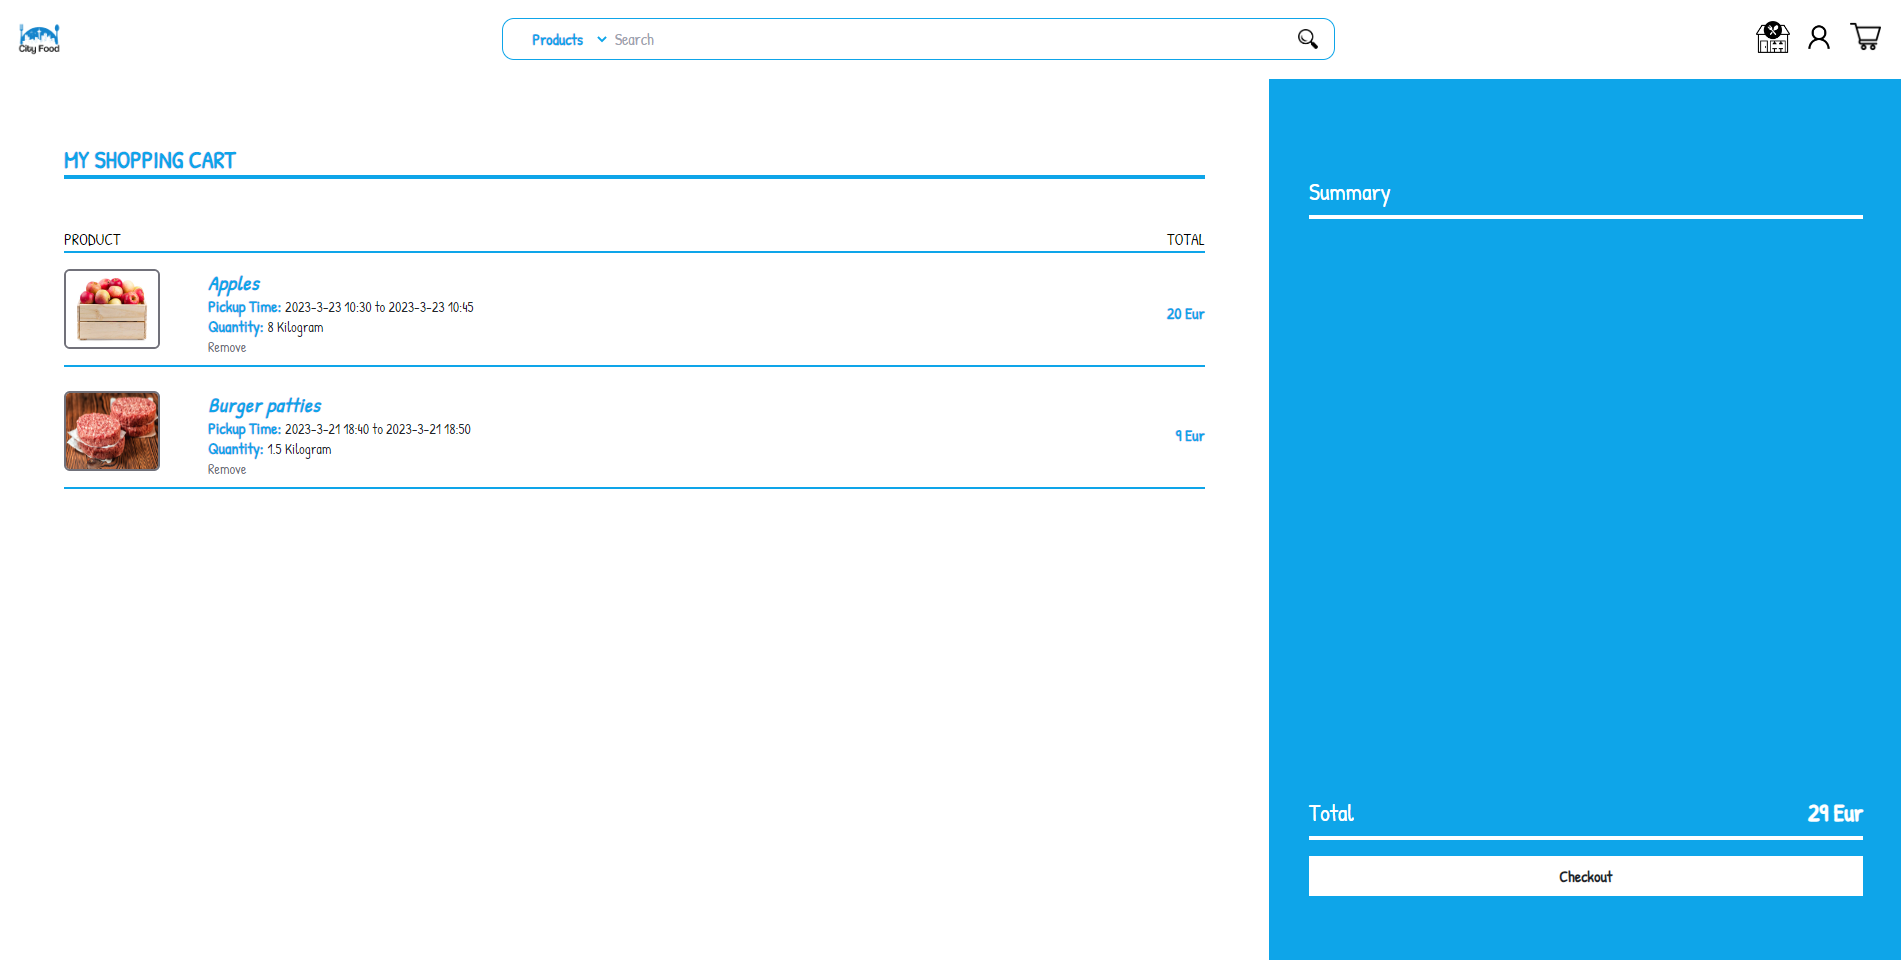 City Food
Products Search
MY SHOPPING CART
PRODUCT TOTAL
Apples
Pickup Time: 2023-3-23 10:30 to 2023-3-23 10:45
Quantity: 8 Kilogram
Remove
20 Eur
Burger patties
Pickup Time: 2023-3-21 18:40 to 2023-3-21 18:50
Quantity: 1.5 Kilogram
Remove
9 Eur
Summary
Total 29 Eur
Checkout